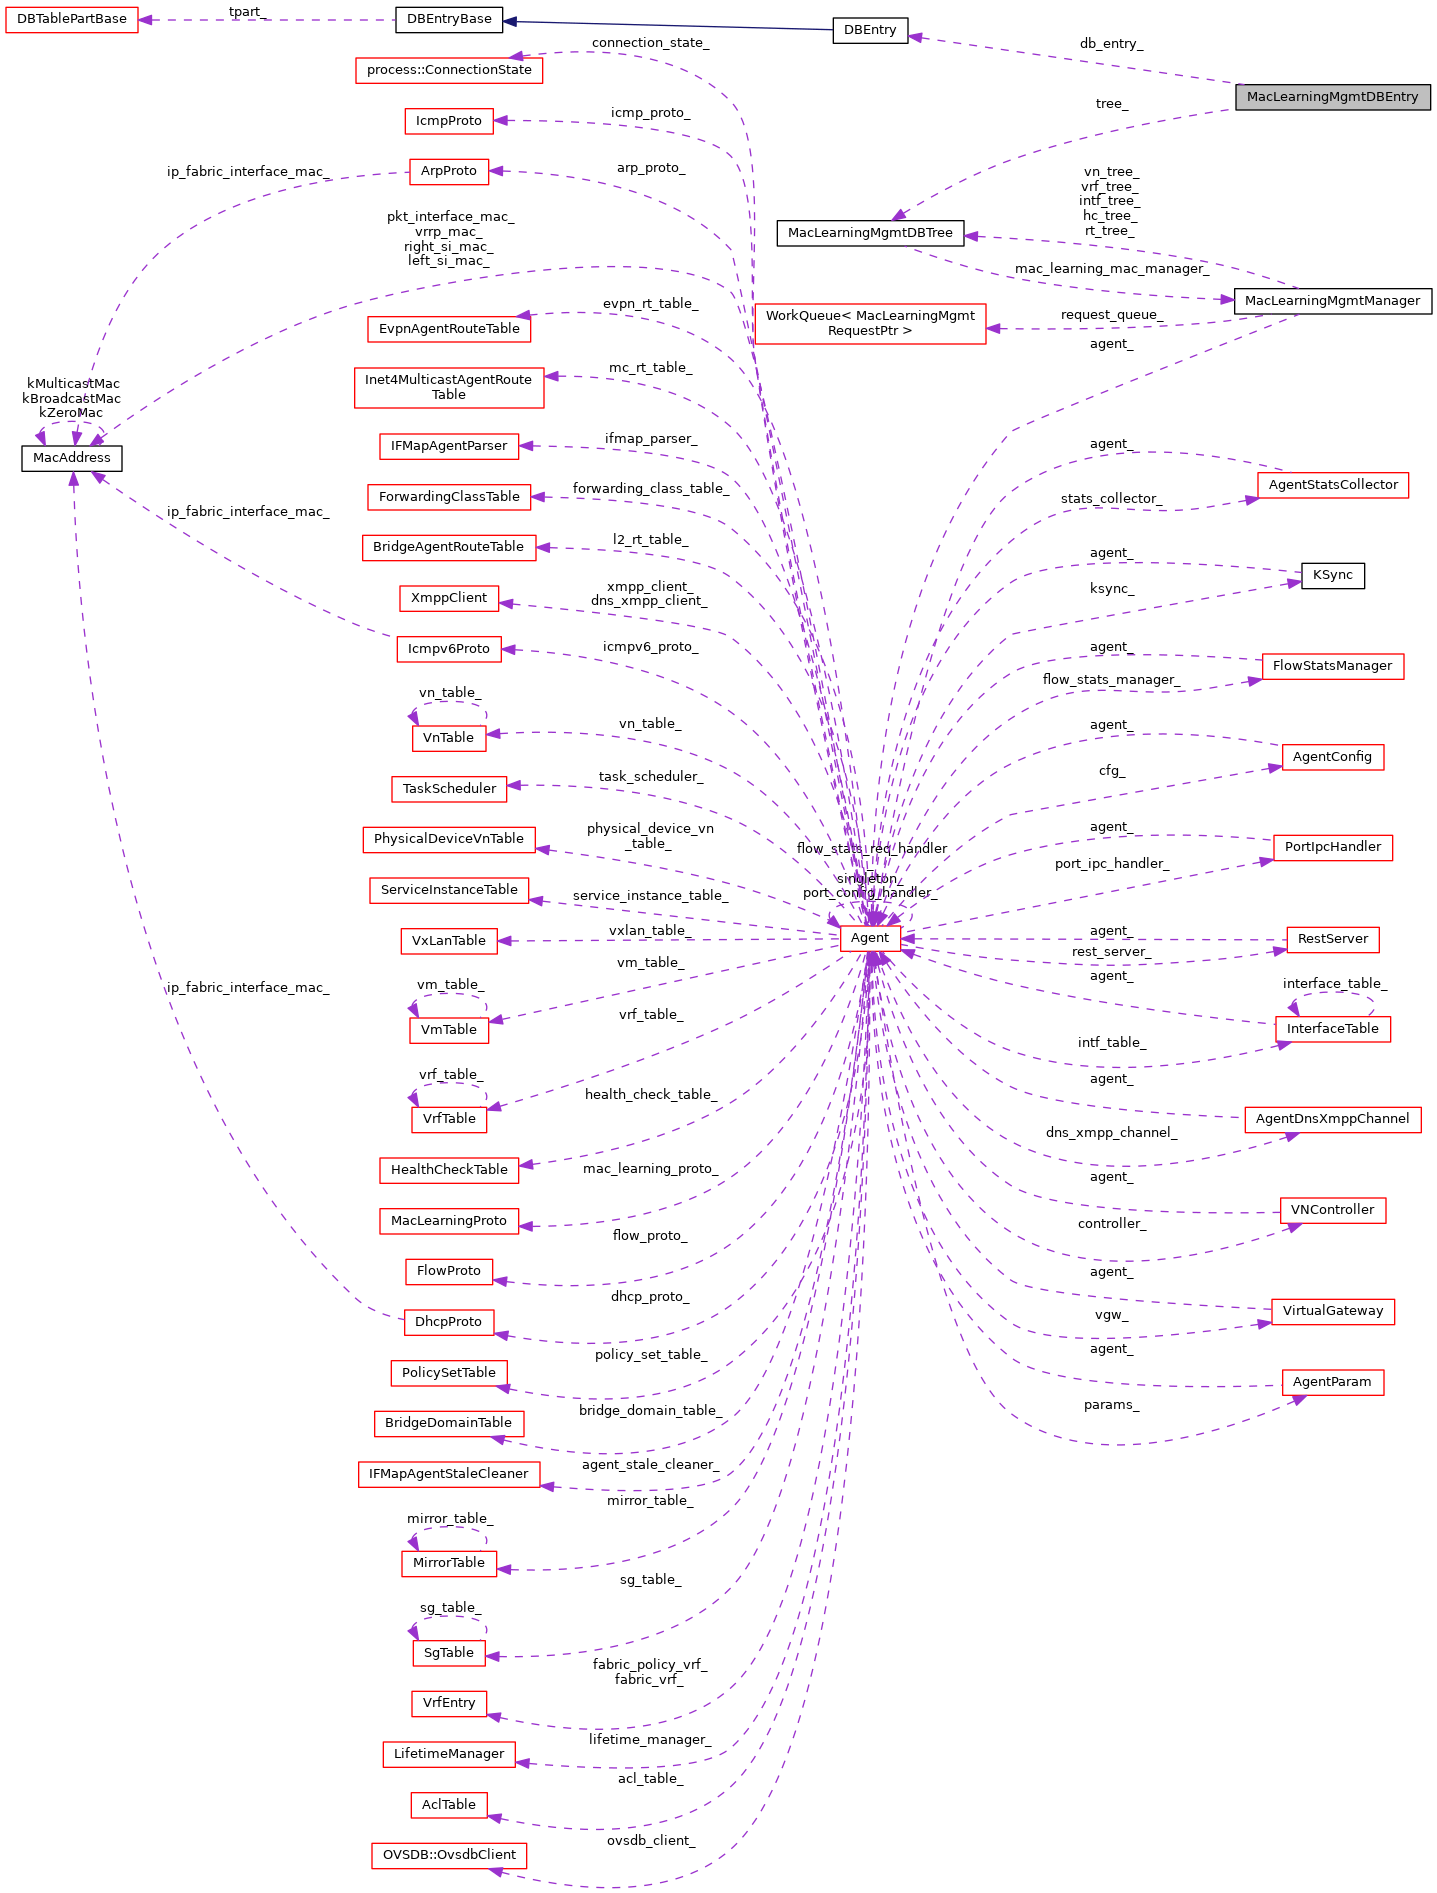 DBTablePartBase
tpart_
DBEntryBase
DBEntry
connection_state_
db_entry_
process::ConnectionState
MacLearningMgmtDBEntry
tree_
IcmpProto
icmp_proto_
ArpProto
arp_proto_
ip_fabric_interface_mac_
vn_tree_
vrf_tree_
intf_tree_
hc_tree_
rt_tree_
pkt_interface_mac_
vrrp_mac_
right_si_mac_
left_si_mac_
MacLearningMgmtDBTree
mac_learning_mac_manager_
MacLearningMgmtManager
evpn_rt_table_
EvpnAgentRouteTable
WorkQueue< MacLearningMgmt
RequestPtr >
request_queue_
agent_
mc_rt_table_
Inet4MulticastAgentRoute
Table
kMulticastMac
kBroadcastMac
kZeroMac
MacAddress
IFMapAgentParser
ifmap_parser_
agent_
AgentStatsCollector
ForwardingClassTable
forwarding_class_table_
stats_collector_
ip_fabric_interface_mac_
BridgeAgentRouteTable
l2_rt_table_
agent_
KSync
XmppClient
xmpp_client_
dns_xmpp_client_
ksync_
Icmpv6Proto
icmpv6_proto_
agent_
FlowStatsManager
flow_stats_manager_
vn_table_
VnTable
vn_table_
agent_
AgentConfig
cfg_
TaskScheduler
task_scheduler_
PhysicalDeviceVnTable
physical_device_vn
_table_
agent_
PortIpcHandler
port_ipc_handler_
flow_stats_req_handler
_
singleton_
port_config_handler_
ServiceInstanceTable
service_instance_table_
VxLanTable
vxlan_table_
Agent
agent_
RestServer
rest_server_
vm_table_
agent_
ip_fabric_interface_mac_
vm_table_
VmTable
interface_table_
InterfaceTable
vrf_table_
intf_table_
vrf_table_
VrfTable
agent_
health_check_table_
AgentDnsXmppChannel
dns_xmpp_channel_
HealthCheckTable
mac_learning_proto_
agent_
MacLearningProto
VNController
controller_
flow_proto_
FlowProto
agent_
dhcp_proto_
DhcpProto
VirtualGateway
vgw_
policy_set_table_
PolicySetTable
agent_
AgentParam
params_
bridge_domain_table_
BridgeDomainTable
agent_stale_cleaner_
IFMapAgentStaleCleaner
mirror_table_
mirror_table_
MirrorTable
sg_table_
sg_table_
SgTable
fabric_policy_vrf_
fabric_vrf_
VrfEntry
lifetime_manager_
LifetimeManager
acl_table_
AclTable
ovsdb_client_
OVSDB::OvsdbClient